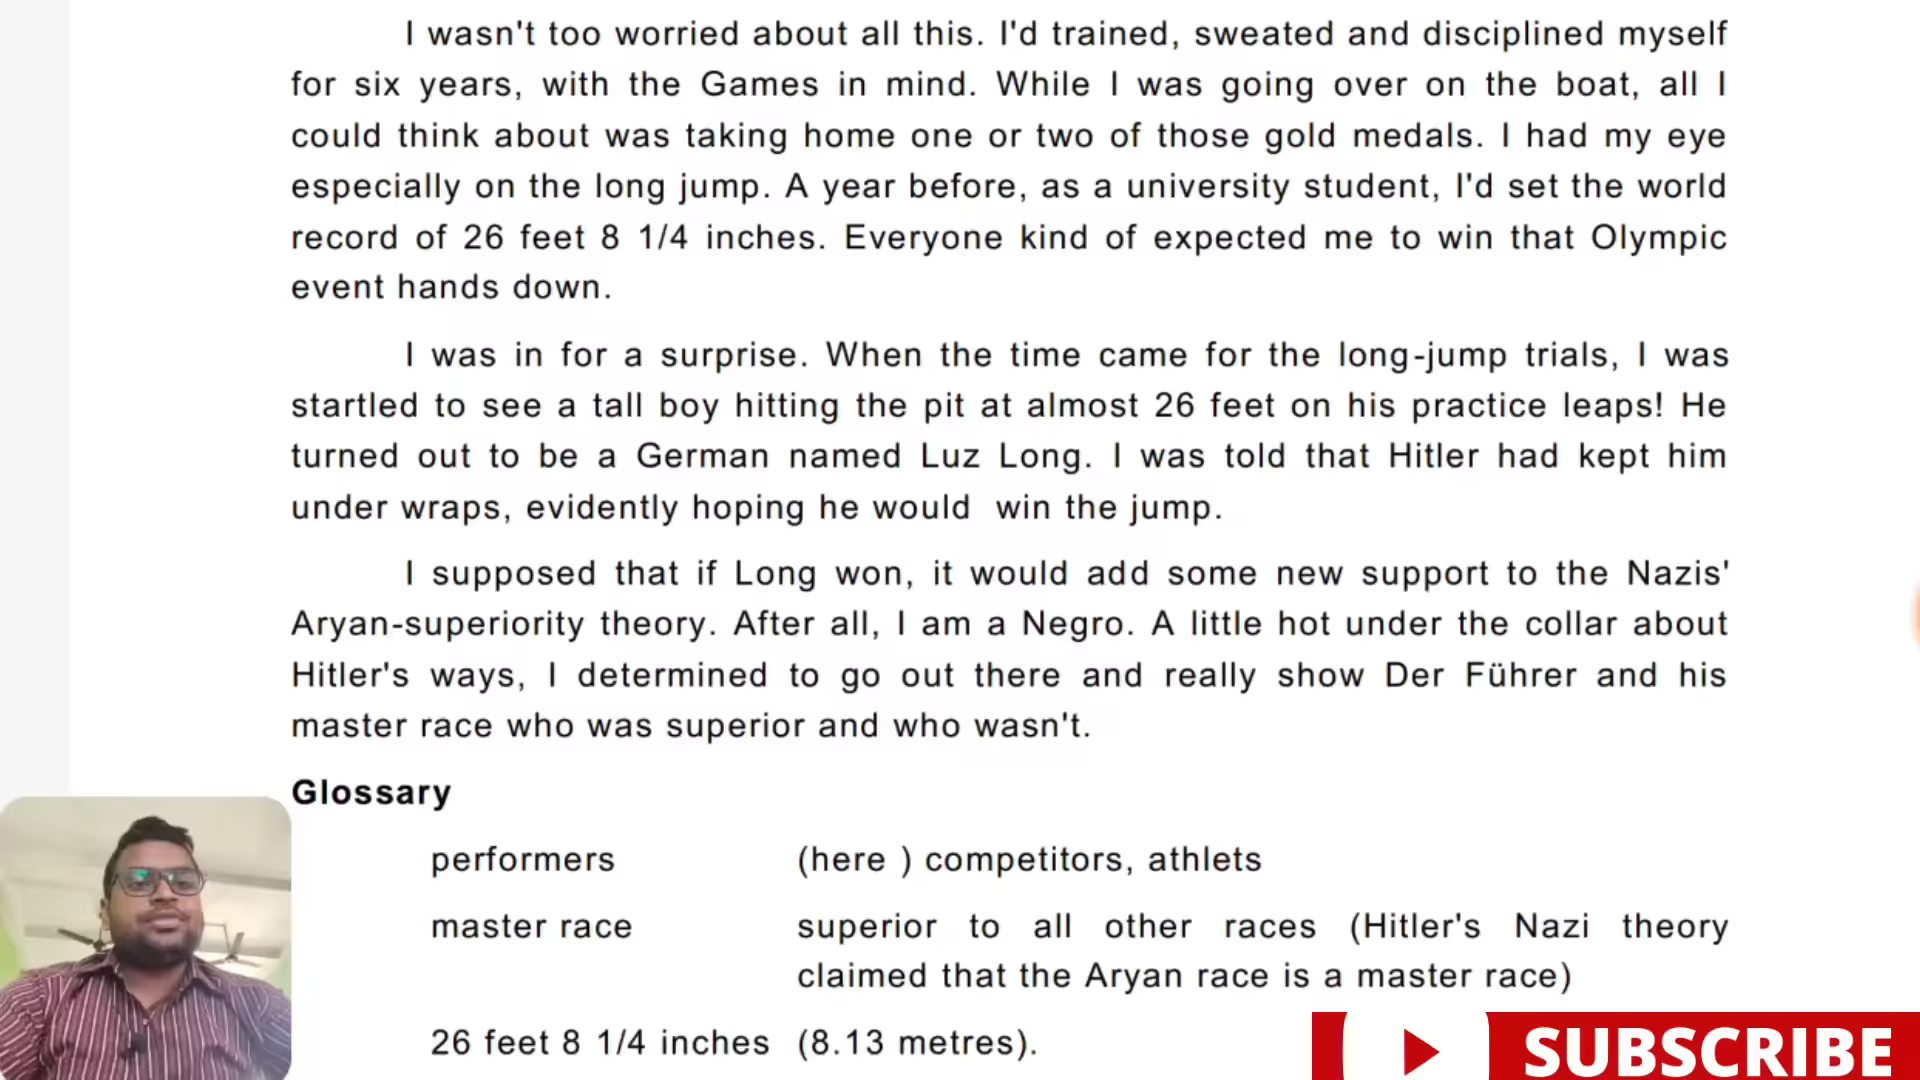 I wasn't too worried about all this. I'd trained, sweated and disciplined myself
for six years, with the Games in mind. While I was going over on the boat, all I
could think about was taking home one or two of those gold medals. I had my eye
especially on the long jump. A year before, as a university student, I'd set the world
record of 26 feet 8 1/4 inches. Everyone kind of expected me to win that Olympic
event hands down.
I was in for a surprise. When the time came for the long-jump trials, I was
startled to see a tall boy hitting the pit at almost 26 feet on his practice leaps! He
turned out to be a German named Luz Long. I was told that Hitler had kept him
under wraps, evidently hoping he would win the jump.
I supposed that if Long won, it would add some new support to the Nazis'
Aryan-superiority theory. After all, I am a Negro. A little hot under the collar about
Hitler's ways, I determined to go out there and really show Der Führer and his
master race who was superior and who wasn't.
Glossary
performers (here ) competitors, athlets
master race superior to all other races (Hitler's Nazi theory
claimed that the Aryan race is a master race)
26 feet 8 1/4 inches (8.13 metres).
SUBSCRIBE